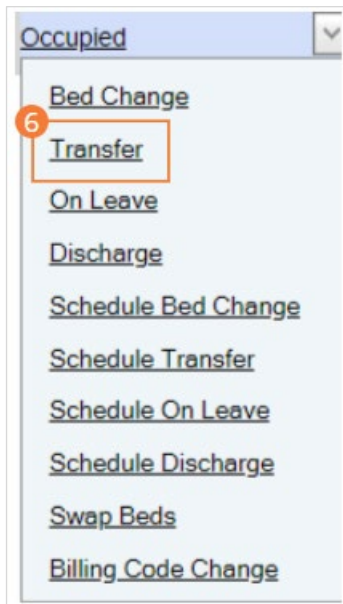 Occupied
Bed Change
6
Transfer
On Leave
Discharge
Schedule Bed Change
Schedule Transfer
Schedule On Leave
Schedule Discharge
Swap Beds
Billing Code Change